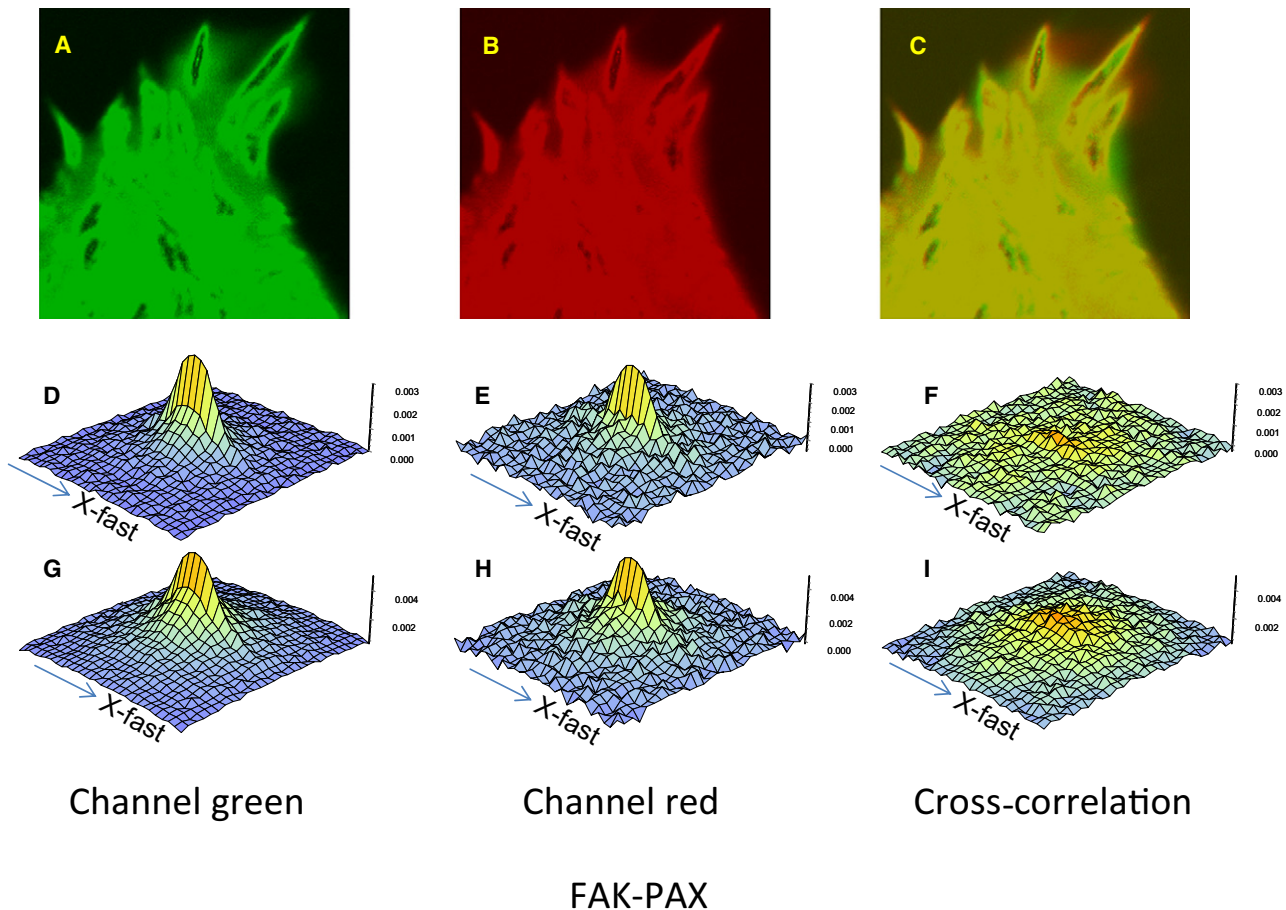 A
B
C
D
0.003
0.002
0.001
0.000
X-fast
E
0.003
0.002
0.001
0.000
X-fast
F
0.003
0.002
0.001
0.000
X-fast
G
0.004
0.002
X-fast
H
0.004
0.002
0.000
X-fast
I
0.004
0.002
X-fast
Channel green
Channel red
Cross-correlation
FAK-PAX